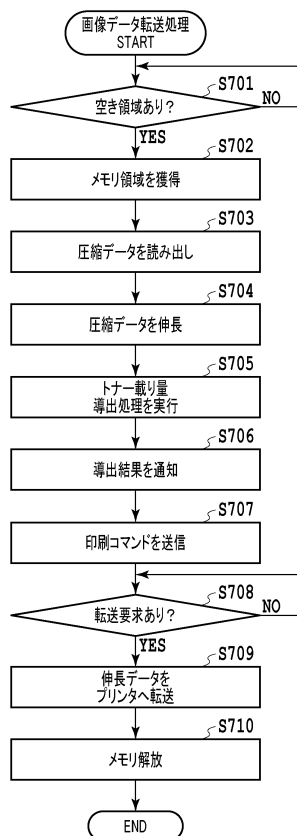 画像データ転送処理
START
S701
空き領域あり？
NO
YES
S702
メモリ領域を獲得
S703
圧縮データを読み出し
S704
圧縮データを伸長
S705
トナー載り量
導出処理を実行
S706
導出結果を通知
S707
印刷コマンドを送信
S708
転送要求あり？
NO
YES
S709
伸長データを
プリンタへ転送
S710
メモリ解放
END